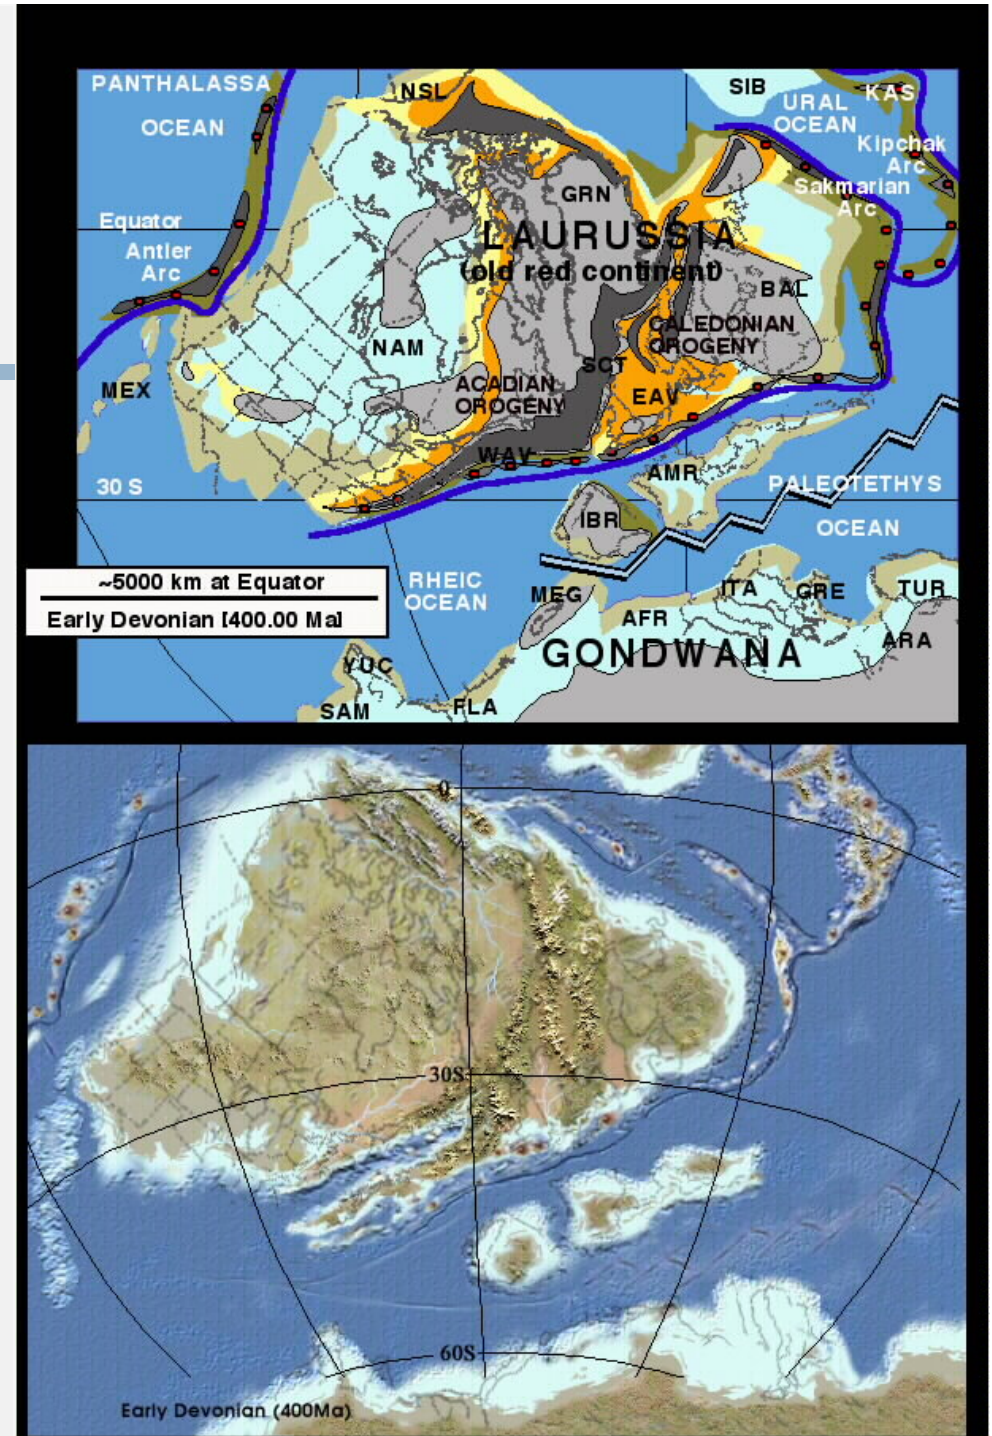 PANTHALASSA
OCEAN
NSL
SIB
URAL
OCEAN
KAS
Kipchak
Arc
Sakmarian
Arc
GRN
Equator
Antler
Arc
LAURUSSIA
(old red continent)
BAL
CALEDONIAN
OROGENY
NAM
SCT
MEX
ACADIAN
OROGENY
EAV
WAV
AMR
30 S
PALEOTETHYS
OCEAN
IBR
~5000 km at Equator
Early Devonian [400.00 Ma]
RHEIC
OCEAN
MEG
ITA
GRE
TUR
AFR
ARA
GONDWANA
YUC
SAM
FLA
0
30S
60S
Early Devonian (400Ma)